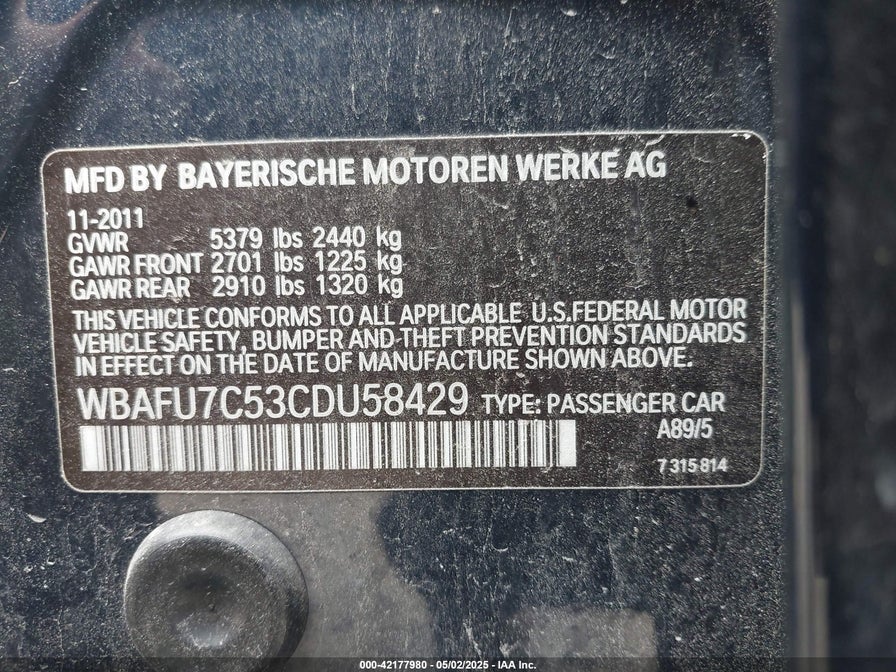 MFD BY BAYERISCHE MOTOREN WERKE AG
11-2011
GVWR 5379 lbs 2440 kg
GAWR FRONT 2701 lbs 1225 kg
GAWR REAR 2910 lbs 1320 kg
THIS VEHICLE CONFORMS TO ALL APPLICABLE U.S.FEDERAL MOTOR
VEHICLE SAFETY, BUMPER AND THEFT PREVENTION STANDARDS
IN EFFECT ON THE DATE OF MANUFACTURE SHOWN ABOVE.
WBAFU7C53CDU58429 TYPE: PASSENGER CAR
A89/5
7 315 814
000-42177980 - 05/02/2025 - IAA Inc.